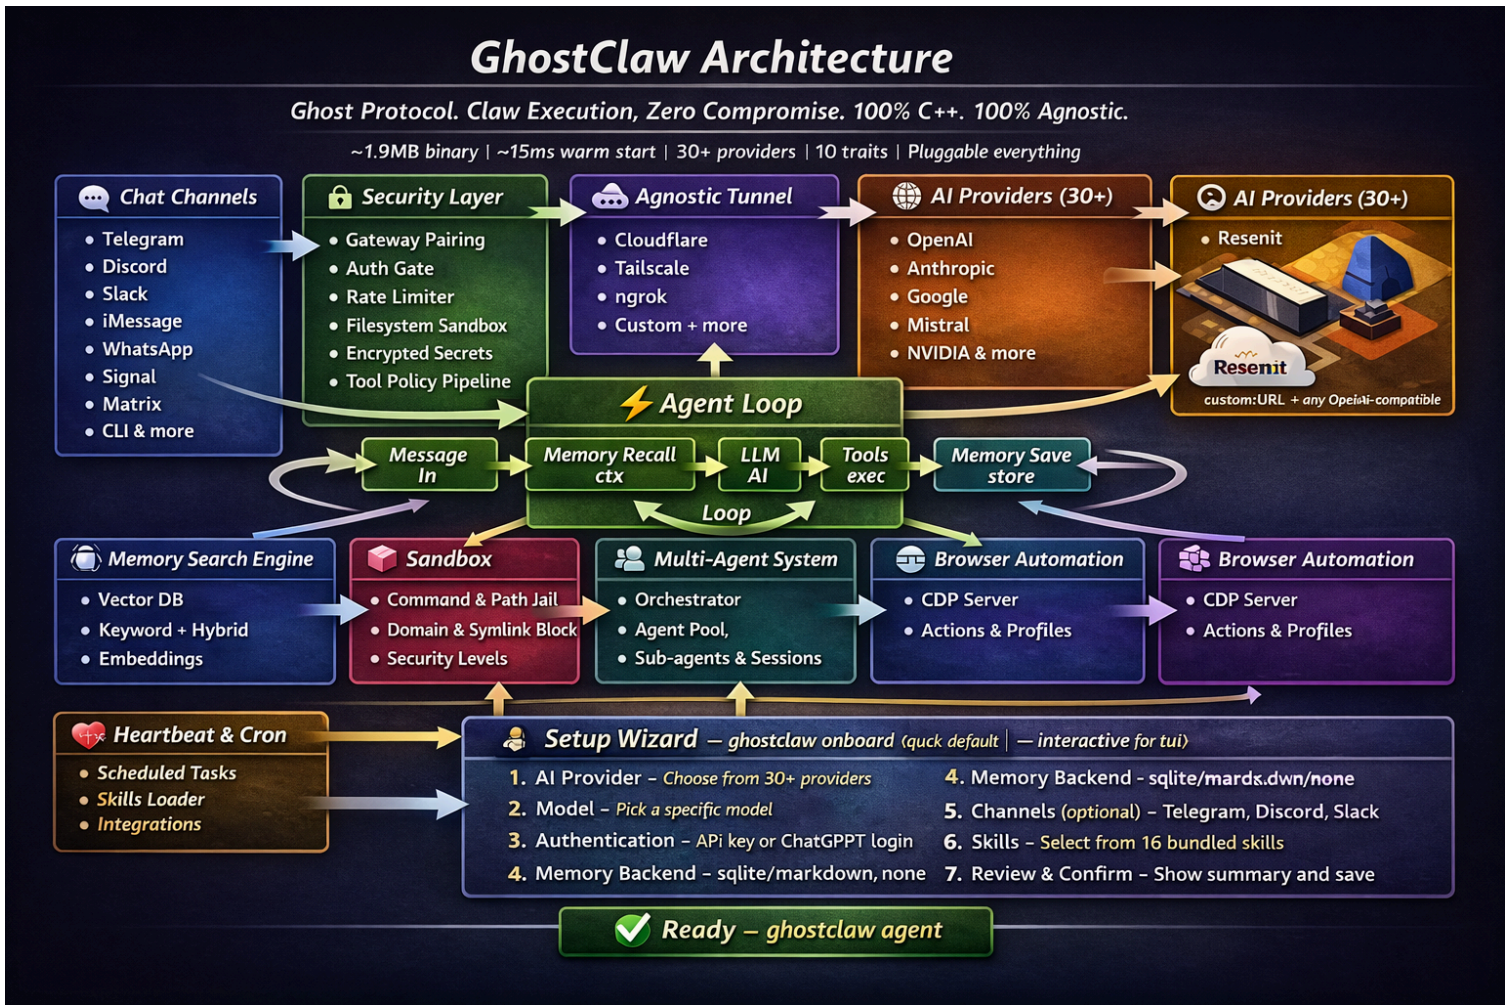 GhostClaw Architecture
Ghost Protocol. Claw Execution, Zero Compromise. 100% C++. 100% Agnostic.
~1.9MB binary | ~15ms warm start | 30+ providers | 10 traits | Pluggable everything
Chat Channels
• Telegram
• Discord
• Slack
• iMessage
• WhatsApp
• Signal
• Matrix
• CLI & more
Security Layer
• Gateway Pairing
• Auth Gate
• Rate Limiter
• Filesystem Sandbox
• Encrypted Secrets
• Tool Policy Pipeline
Agnostic Tunnel
• Cloudflare
• Tailscale
• ngrok
• Custom + more
AI Providers (30+)
• OpenAI
• Anthropic
• Google
• Mistral
• NVIDIA & more
AI Providers (30+)
• Resenit
Resenit
custom:URL + any OpeiAi-compatible
Agent Loop
Message
In
Memory Recall
ctx
LLM
AI
Tools
exec
Memory Save
store
Loop
Memory Search Engine
• Vector DB
• Keyword + Hybrid
• Embeddings
Sandbox
• Command & Path Jail
• Domain & Symlink Block
• Security Levels
Multi-Agent System
• Orchestrator
• Agent Pool,
• Sub-agents & Sessions
Browser Automation
• CDP Server
• Actions & Profiles
Browser Automation
• CDP Server
• Actions & Profiles
Heartbeat & Cron
• Scheduled Tasks
• Skills Loader
• Integrations
Setup Wizard — ghostclaw onboard (quck default | — interactive for tui)
1. AI Provider – Choose from 30+ providers
2. Model – Pick a specific model
3. Authentication – APi key or ChatGPPT login
4. Memory Backend – sqlite/markdown, none
4. Memory Backend - sqlite/mards.dwn/none
5. Channels (optional) – Telegram, Discord, Slack
6. Skills – Select from 16 bundled skills
7. Review & Confirm – Show summary and save
Ready — ghostclaw agent